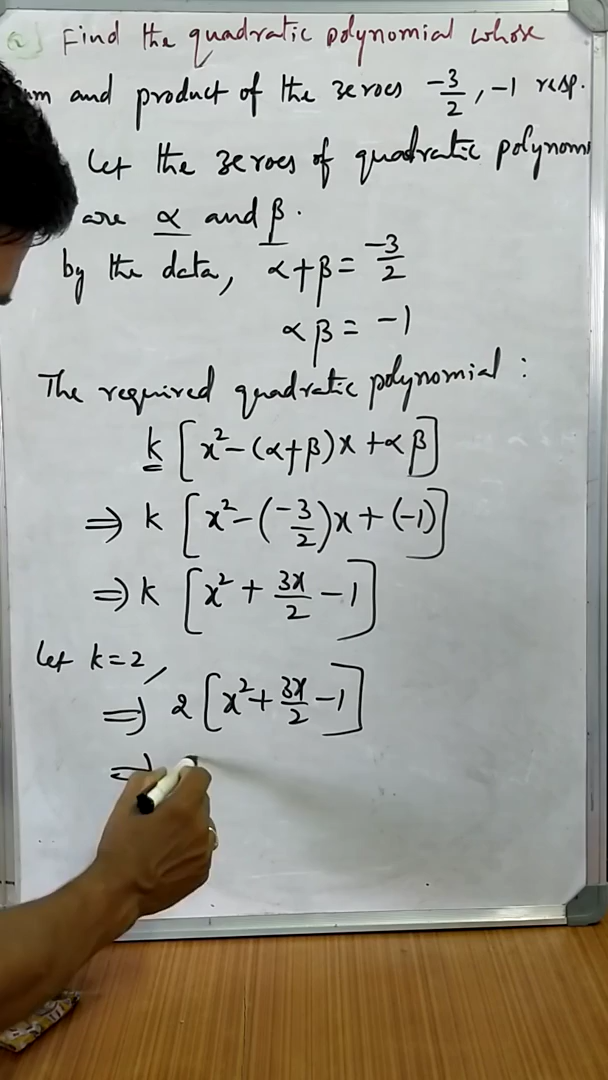 Q) Find the quadratic polynomial whose
and product of the zeroes -3/2, -1 resp.
Let the zeroes of quadratic
are α and β.
by the data, α+β = -3/2
αβ = -1
The required quadratic polynomial :
k [x² - (α+β)x + αβ]
⇒ k [x² - (-3/2)x + (-1)]
⇒ k [x² + 3x/2 - 1]
let k = 2,
⇒ 2 [x² + 3x/2 - 1]
⇒